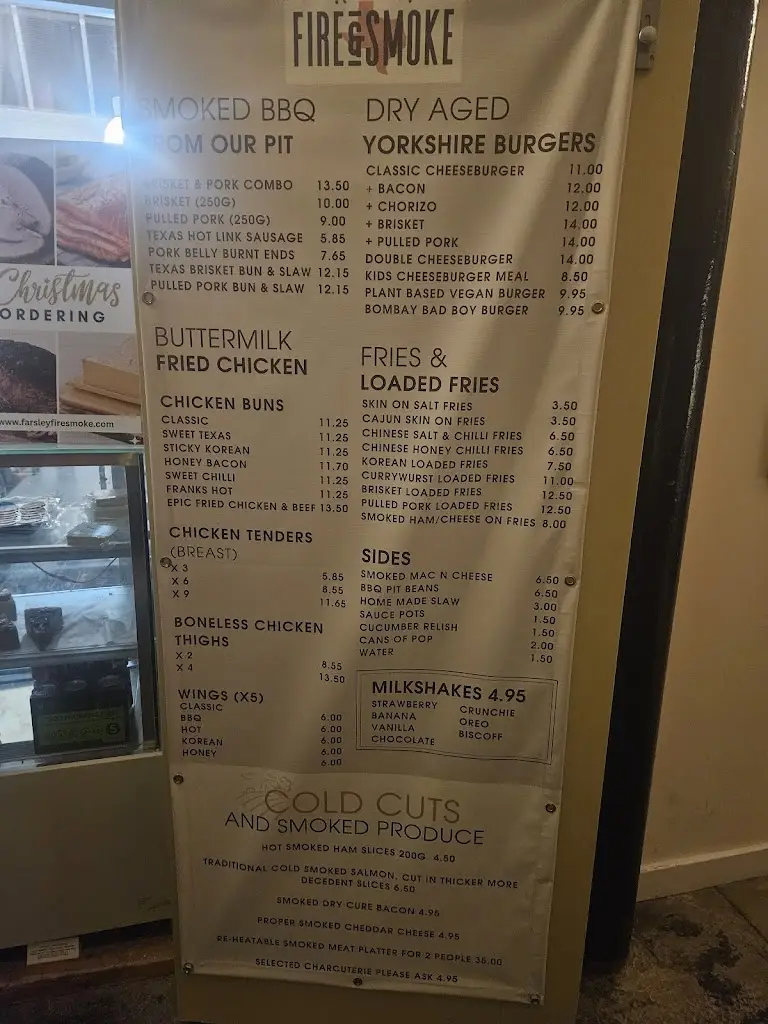 FIRE & SMOKE
SMOKED BBQ
FROM OUR PIT
BRISKET & PORK COMBO 13.50
BRISKET (250G) 10.00
PULLED PORK (250G) 9.00
TEXAS HOT LINK SAUSAGE 5.85
PORK BELLY BURNT ENDS 7.65
TEXAS BRISKET BUN & SLAW 12.15
PULLED PORK BUN & SLAW 12.15
BUTTERMILK
FRIED CHICKEN
CHICKEN BUNS
CLASSIC 11.25
SWEET TEXAS 11.25
STICKY KOREAN 11.25
HONEY BACON 11.70
SWEET CHILLI 11.25
FRANKS HOT 11.25
EPIC FRIED CHICKEN & BEEF 13.50
CHICKEN TENDERS
(BREAST)
X 3 5.85
X 6 8.55
X 9 11.65
BONELESS CHICKEN
THIGHS
X 2 8.55
X 4 13.50
WINGS (X5)
CLASSIC 6.00
BBQ 6.00
HOT 6.00
KOREAN 6.00
HONEY 6.00
DRY AGED
YORKSHIRE BURGERS
CLASSIC CHEESEBURGER 11.00
+ BACON 12.00
+ CHORIZO 12.00
+ BRISKET 14.00
+ PULLED PORK 14.00
DOUBLE CHEESEBURGER 14.00
KIDS CHEESEBURGER MEAL 8.50
PLANT BASED VEGAN BURGER 9.95
BOMBAY BAD BOY BURGER 9.95
FRIES &
LOADED FRIES
SKIN ON SALT FRIES 3.50
CAJUN SKIN ON FRIES 3.50
CHINESE SALT & CHILLI FRIES 6.50
CHINESE HONEY CHILLI FRIES 6.50
KOREAN LOADED FRIES 7.50
CURRYWURST LOADED FRIES 11.00
BRISKET LOADED FRIES 12.50
PULLED PORK LOADED FRIES 12.50
SMOKED HAM/CHEESE ON FRIES 8.00
SIDES
SMOKED MAC N CHEESE 6.50
BBQ PIT BEANS 6.50
HOME MADE SLAW 3.00
SAUCE POTS 1.50
CUCUMBER RELISH 1.50
CANS OF POP 2.00
WATER 1.50
MILKSHAKES 4.95
STRAWBERRY
BANANA
VANILLA
CHOCOLATE
CRUNCHIE
OREO
BISCOFF
COLD CUTS
AND SMOKED PRODUCE
HOT SMOKED HAM SLICES 200G 4.50
TRADITIONAL COLD SMOKED SALMON, CUT IN THICKER MORE
DECEDENT SLICES 6.50
SMOKED DRY CURE BACON 4.95
PROPER SMOKED CHEDDAR CHEESE 4.95
RE-HEATABLE SMOKED MEAT PLATTER FOR 2 PEOPLE 35.00
SELECTED CHARCUTERIE PLEASE ASK 4.95
Christmas
ORDERING
www.farsleyfiresmoke.com